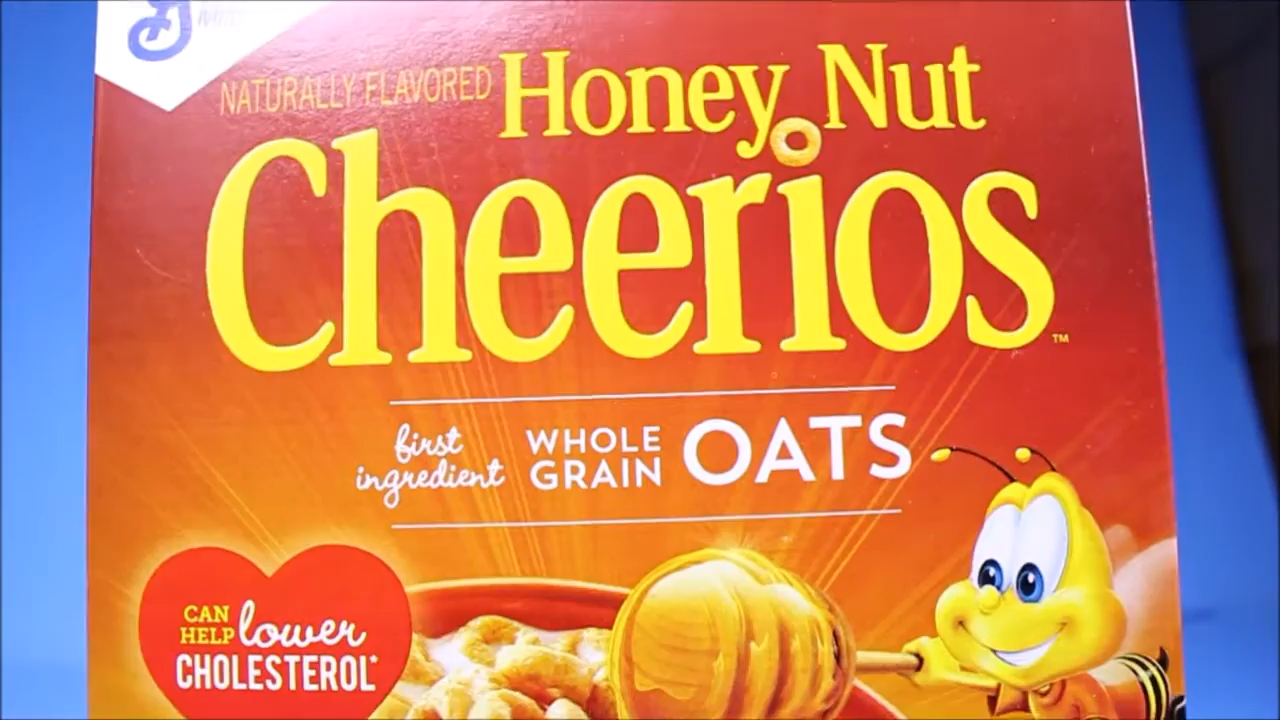 G
NATURALLY FLAVORED Honey Nut
Cheerios™
first
ingredient
WHOLE
GRAIN
OATS
CAN
HELP lower
CHOLESTEROL*